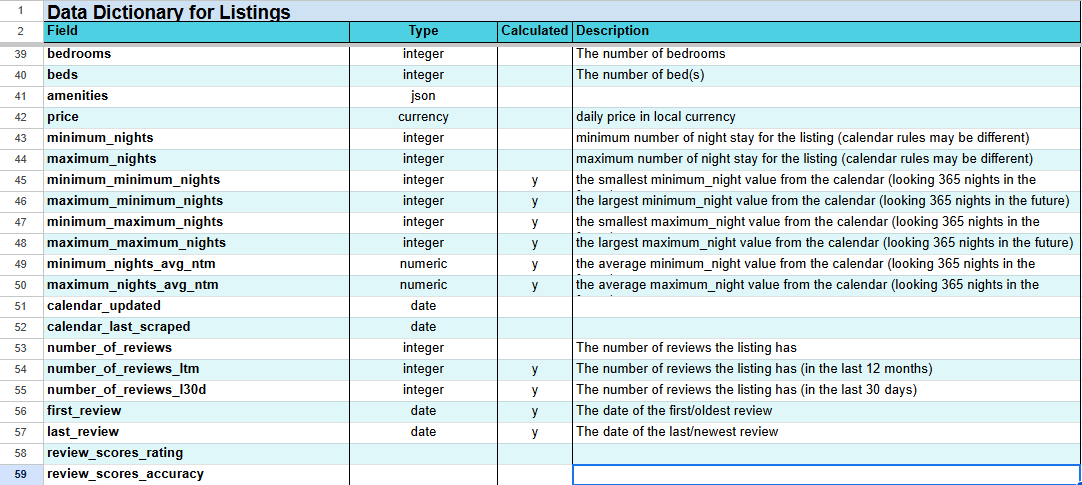 1 Data Dictionary for Listings
2 Field Type Calculated Description
39 bedrooms integer The number of bedrooms
40 beds integer The number of bed(s)
41 amenities json
42 price currency daily price in local currency
43 minimum_nights integer minimum number of night stay for the listing (calendar rules may be different)
44 maximum_nights integer maximum number of night stay for the listing (calendar rules may be different)
45 minimum_minimum_nights integer y the smallest minimum_night value from the calendar (looking 365 nights in the
46 maximum_minimum_nights integer y the largest minimum_night value from the calendar (looking 365 nights in the future)
47 minimum_maximum_nights integer y the smallest maximum_night value from the calendar (looking 365 nights in the
48 maximum_maximum_nights integer y the largest maximum_night value from the calendar (looking 365 nights in the future)
49 minimum_nights_avg_ntm numeric y the average minimum_night value from the calendar (looking 365 nights in the
50 maximum_nights_avg_ntm numeric y the average maximum_night value from the calendar (looking 365 nights in the
51 calendar_updated date
52 calendar_last_scraped date
53 number_of_reviews integer The number of reviews the listing has
54 number_of_reviews_ltm integer y The number of reviews the listing has (in the last 12 months)
55 number_of_reviews_l30d integer y The number of reviews the listing has (in the last 30 days)
56 first_review date y The date of the first/oldest review
57 last_review date y The date of the last/newest review
58 review_scores_rating
59 review_scores_accuracy